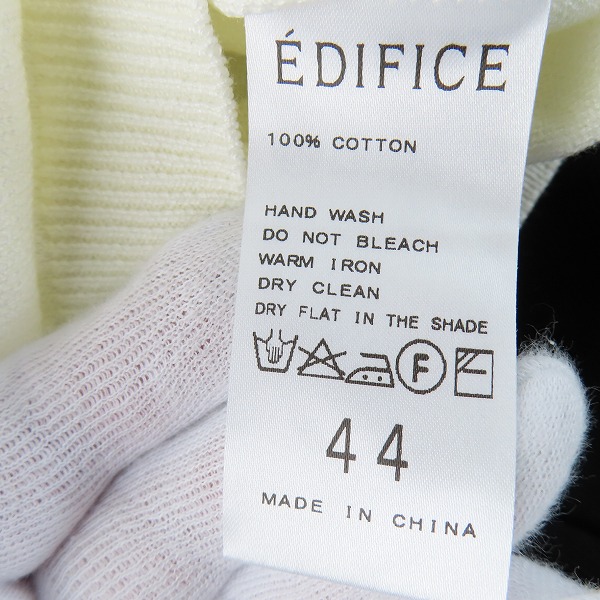 ÉDIFICE
100% COTTON
HAND WASH
DO NOT BLEACH
WARM IRON
DRY CLEAN
DRY FLAT IN THE SHADE
F
44
MADE IN CHINA